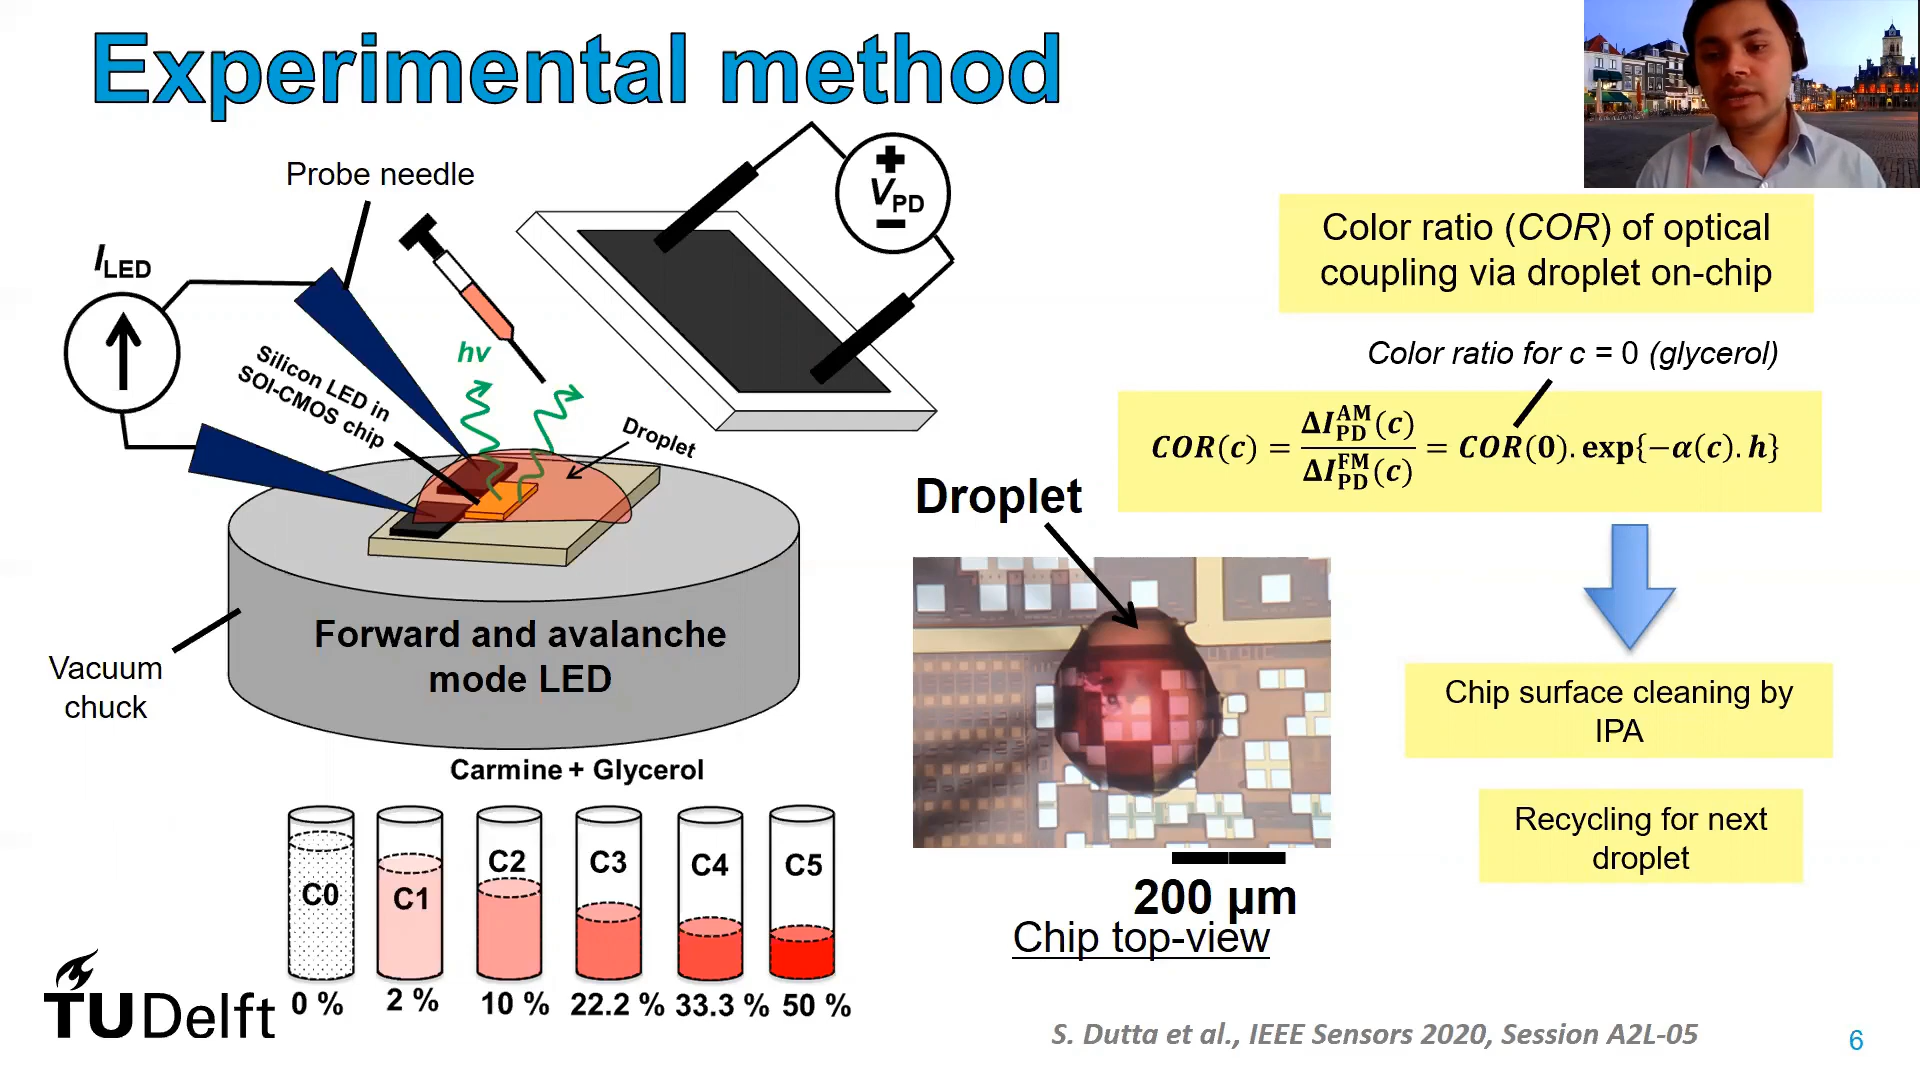 Experimental method
Probe needle
I LED
+
V PD
−
hv
Silicon LED in
SOI-CMOS chip
Droplet
Forward and avalanche
mode LED
Vacuum
chuck
Carmine + Glycerol
C0 C1 C2 C3 C4 C5
0 % 2 % 10 % 22.2 % 33.3 % 50 %
TU Delft
Droplet
200 µm
Chip top-view
Color ratio (COR) of optical
coupling via droplet on-chip
Color ratio for c = 0 (glycerol)
COR(c) = ΔI_PD^AM(c) / ΔI_PD^FM(c) = COR(0).exp{−α(c).h}
Chip surface cleaning by
IPA
Recycling for next
droplet
S. Dutta et al., IEEE Sensors 2020, Session A2L-05
6